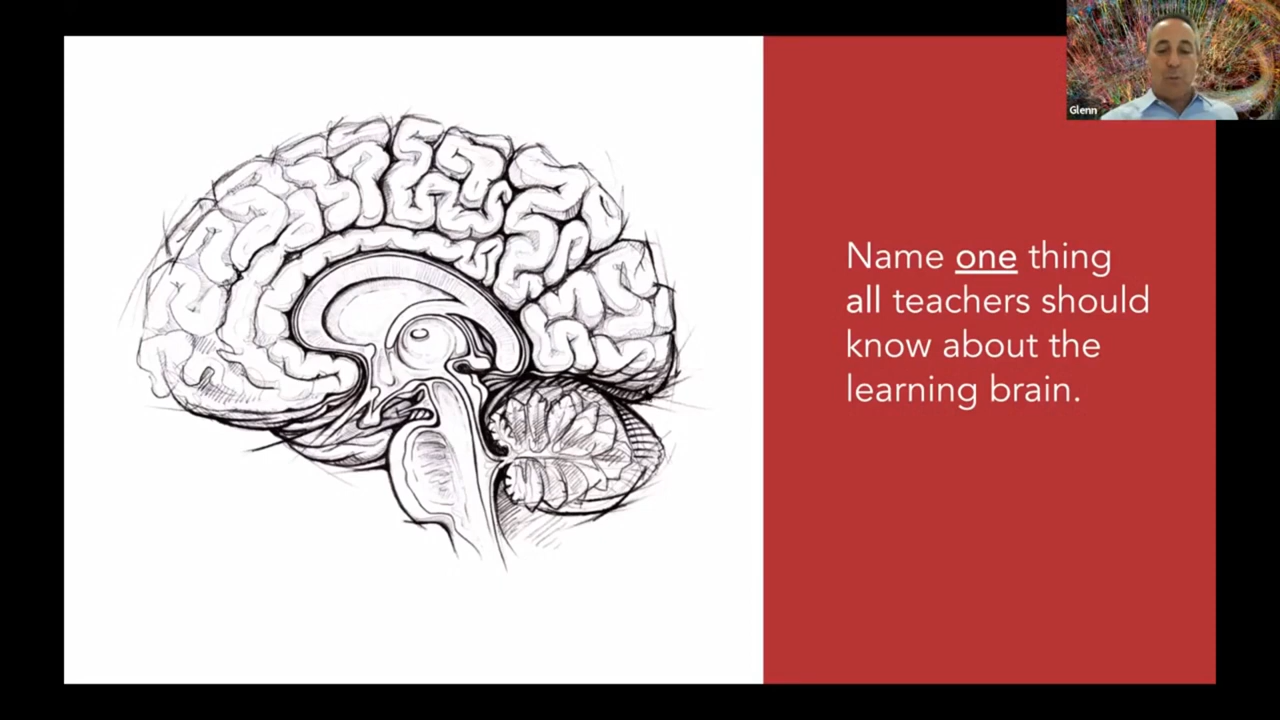 Glenn
Name one thing
all teachers should
know about the
learning brain.